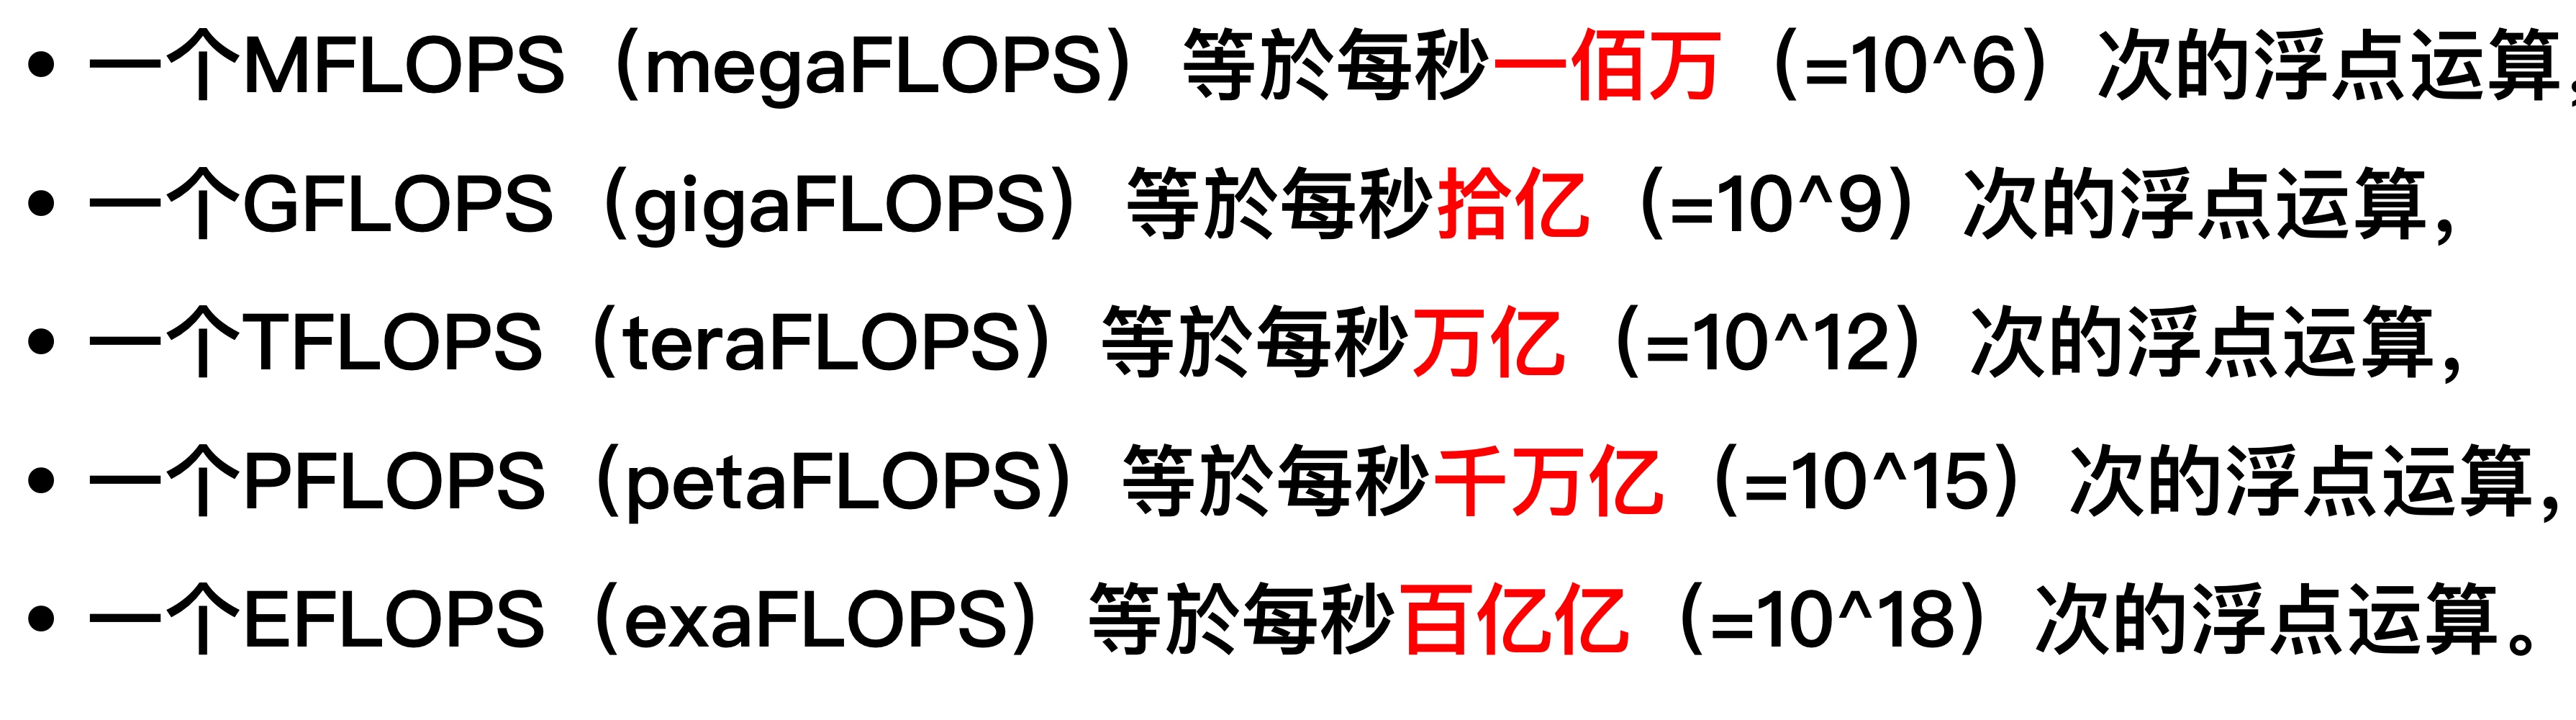 • 一个MFLOPS（megaFLOPS）等於每秒一佰万（=10^6）次的浮点运算,
• 一个GFLOPS（gigaFLOPS）等於每秒拾亿（=10^9）次的浮点运算,
• 一个TFLOPS（teraFLOPS）等於每秒万亿（=10^12）次的浮点运算,
• 一个PFLOPS（petaFLOPS）等於每秒千万亿（=10^15）次的浮点运算,
• 一个EFLOPS（exaFLOPS）等於每秒百亿亿（=10^18）次的浮点运算。